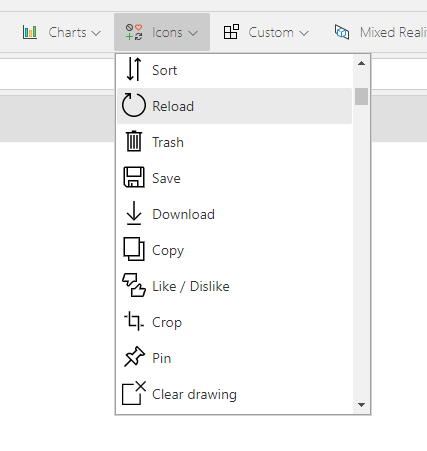 Charts Icons Custom Mixed Reali
Sort
Reload
Trash
Save
Download
Copy
Like / Dislike
Crop
Pin
Clear drawing